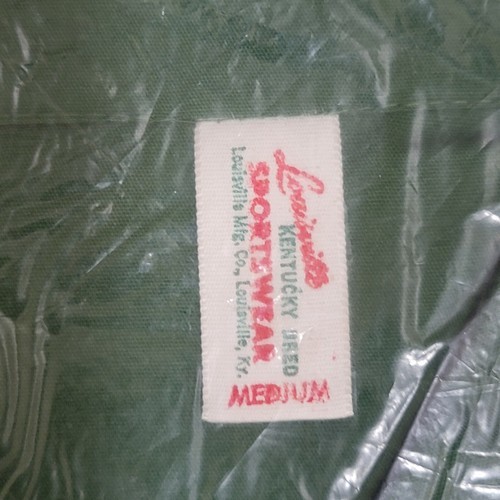 Louisville
KENTUCKY BRED
SPORTSWEAR
Louisville Mfg. Co., Louisville, Ky.
MEDIUM